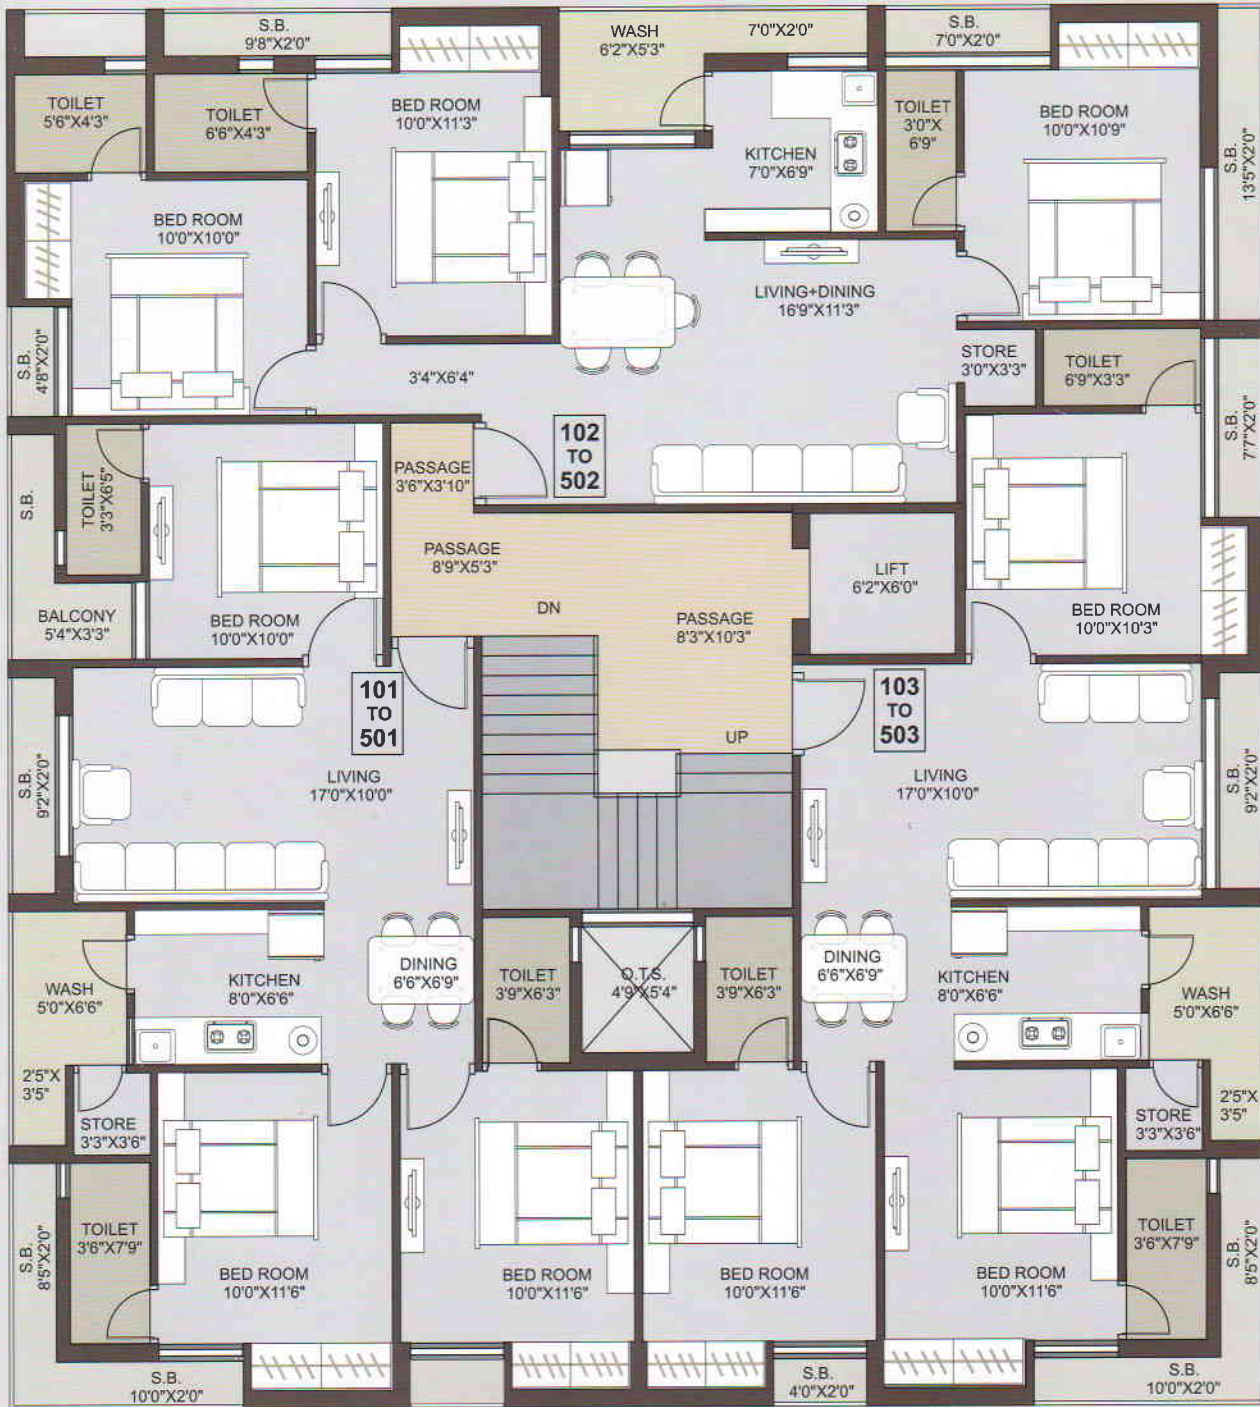 S.B.
9'8"X2'0"
WASH
6'2"X5'3"
7'0"X2'0"
S.B.
7'0"X2'0"
TOILET
5'6"X4'3"
TOILET
6'6"X4'3"
BED ROOM
10'0"X11'3"
KITCHEN
7'0"X6'9"
TOILET
3'0"X
6'9"
BED ROOM
10'0"X10'9"
S.B.
13'5"X2'0"
BED ROOM
10'0"X10'0"
LIVING+DINING
16'9"X11'3"
S.B.
4'8"X2'0"
3'4"X6'4"
STORE
3'0"X3'3"
TOILET
6'9"X3'3"
S.B.
7'7"X2'0"
102
TO
502
S.B.
TOILET
3'3"X6'5"
PASSAGE
3'6"X3'10"
PASSAGE
8'9"X5'3"
LIFT
6'2"X6'0"
BALCONY
5'4"X3'3"
BED ROOM
10'0"X10'0"
DN
PASSAGE
8'3"X10'3"
BED ROOM
10'0"X10'3"
101
TO
501
103
TO
503
UP
S.B.
9'2"X2'0"
LIVING
17'0"X10'0"
LIVING
17'0"X10'0"
S.B.
9'2"X2'0"
WASH
5'0"X6'6"
KITCHEN
8'0"X6'6"
DINING
6'6"X6'9"
TOILET
3'9"X6'3"
O.T.S.
4'9"X5'4"
TOILET
3'9"X6'3"
DINING
6'6"X6'9"
KITCHEN
8'0"X6'6"
WASH
5'0"X6'6"
2'5"X
3'5"
STORE
3'3"X3'6"
STORE
3'3"X3'6"
2'5"X
3'5"
S.B.
8'5"X2'0"
TOILET
3'6"X7'9"
BED ROOM
10'0"X11'6"
BED ROOM
10'0"X11'6"
BED ROOM
10'0"X11'6"
BED ROOM
10'0"X11'6"
TOILET
3'6"X7'9"
S.B.
8'5"X2'0"
S.B.
10'0"X2'0"
S.B.
4'0"X2'0"
S.B.
10'0"X2'0"